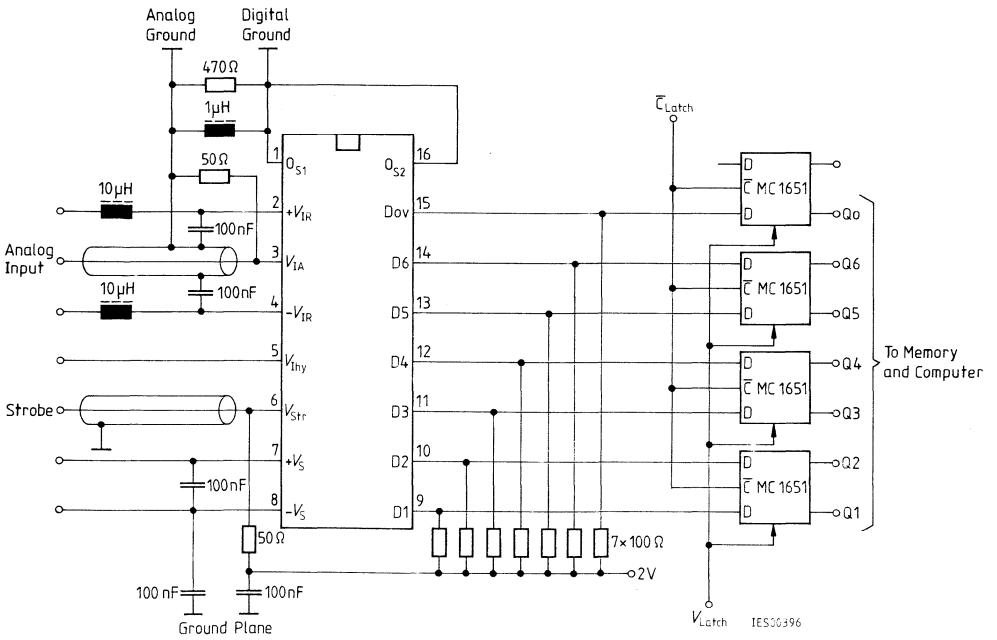 Analog
Ground
Digital
Ground
470Ω
1μH
50Ω
10μH
100nF
Analog
Input
100nF
10μH
Strobe
100nF
50Ω
100nF
100nF
Ground Plane
1 OS1
2 +VIR
3 VIA
4 -VIR
5 VIhy
6 VStr
7 +VS
8 -VS
OS2 16
Dov 15
D6 14
D5 13
D4 12
D3 11
D2 10
D1 9
7×100Ω
-2V
C̅Latch
D
C̅ MC 1651
D
Qo
D Q6
C̅ MC 1651
D Q5
D Q4
C̅ MC 1651
D Q3
D Q2
C̅ MC 1651
D Q1
To Memory
and Computer
VLatch
IES00396